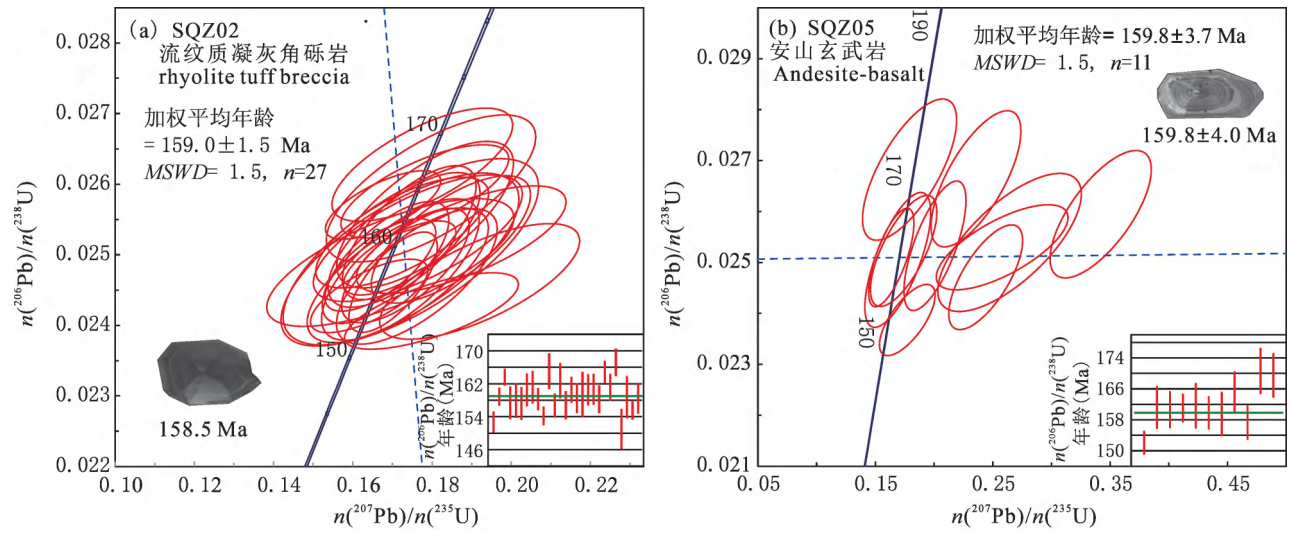 (a) SQZ02
流纹质凝灰角砾岩
rhyolite tuff breccia
加权平均年龄
= 159.0±1.5 Ma
MSWD= 1.5, n=27
0.028
0.027
0.026
0.025
0.024
0.023
0.022
n(²⁰⁶Pb)/n(²³⁸U)
170
160
150
158.5 Ma
0.10
0.12
0.14
0.16
0.18
0.20
0.22
n(²⁰⁷Pb)/n(²³⁵U)
n(²⁰⁶Pb)/n(²³⁸U)
年龄(Ma)
170
162
154
146
(b) SQZ05
安山玄武岩
Andesite-basalt
加权平均年龄= 159.8±3.7 Ma
MSWD= 1.5, n=11
159.8±4.0 Ma
0.029
0.027
0.025
0.023
0.021
n(²⁰⁶Pb)/n(²³⁸U)
190
170
150
0.05
0.15
0.25
0.35
0.45
n(²⁰⁷Pb)/n(²³⁵U)
n(²⁰⁶Pb)/n(²³⁸U)
年龄(Ma)
174
166
158
150